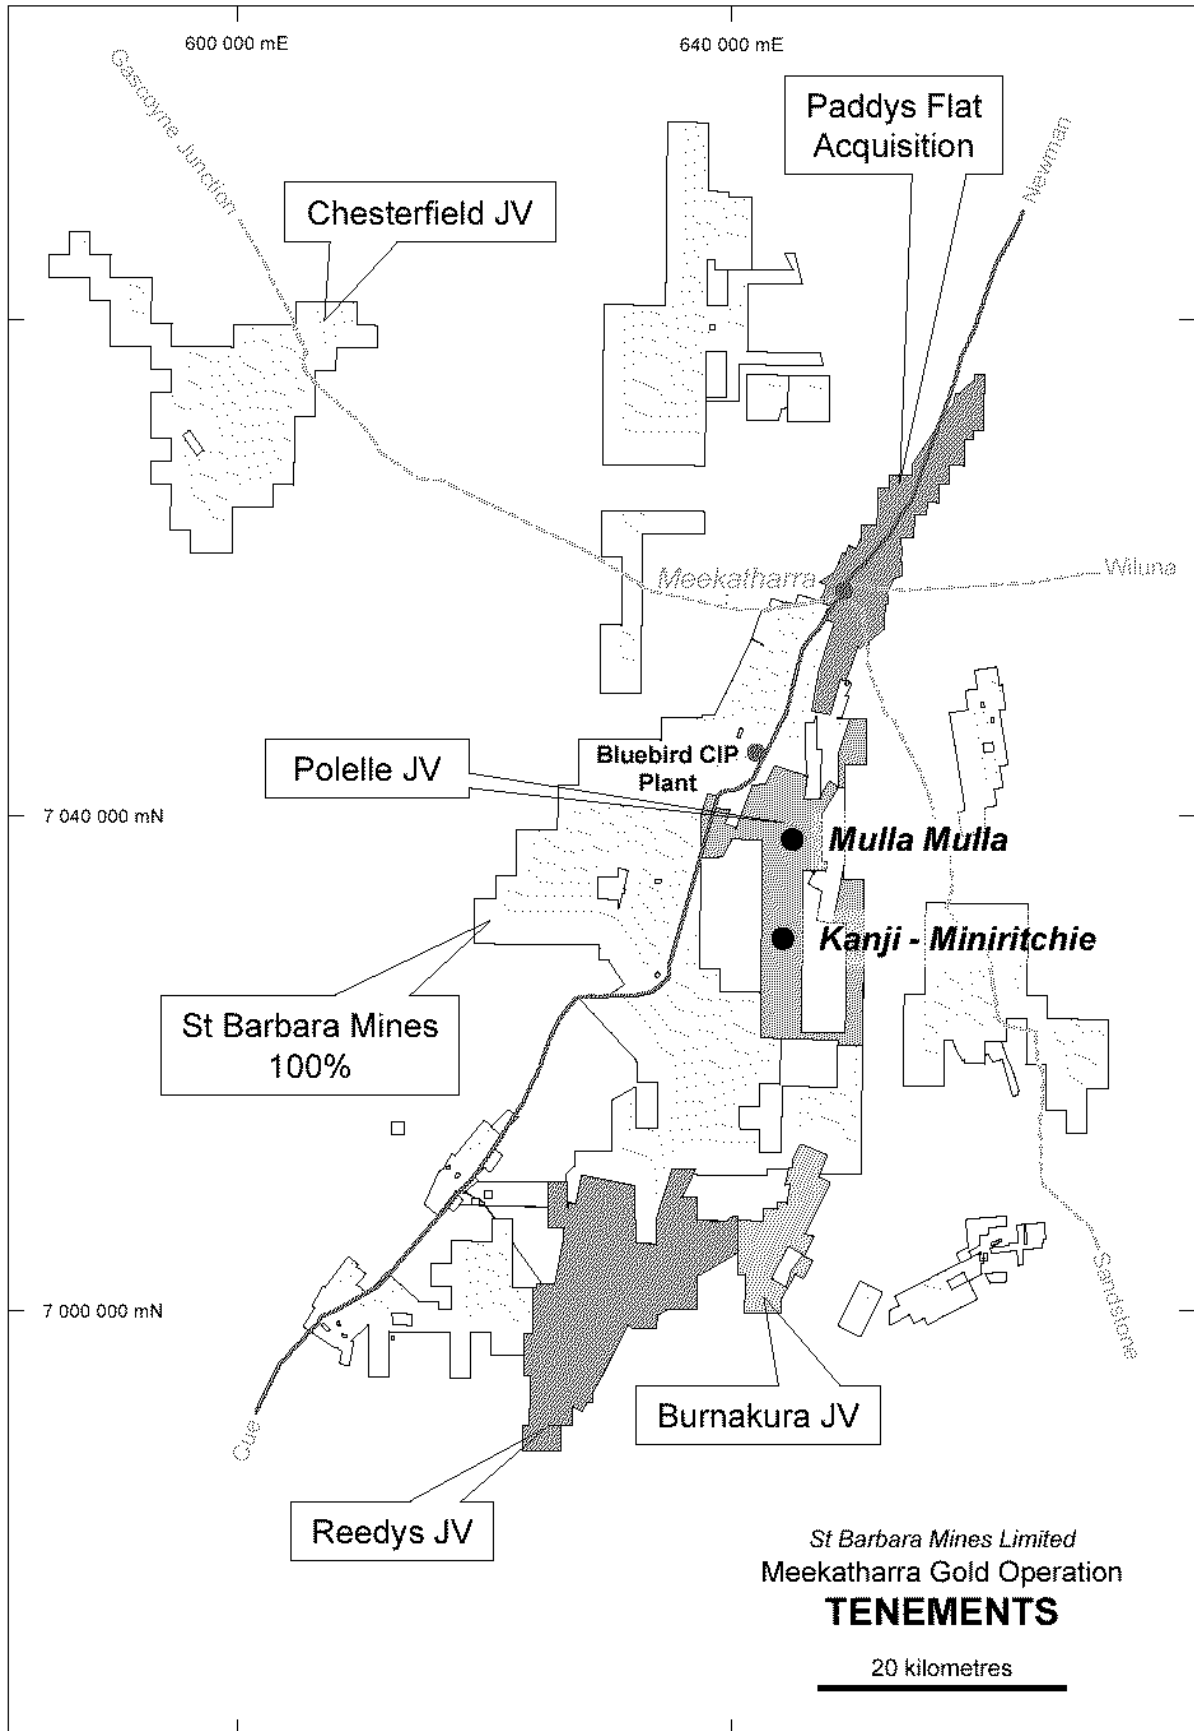 600 000 mE
640 000 mE
Gascoyne Junction
Paddys Flat
Acquisition
Newman
Chesterfield JV
Meekatharra
Wiluna
Bluebird CIP
Plant
Polelle JV
7 040 000 mN
Mulla Mulla
Kanji - Miniritchie
St Barbara Mines
100%
Sandstone
7 000 000 mN
Burnakura JV
Cue
Reedys JV
St Barbara Mines Limited
Meekatharra Gold Operation
TENEMENTS
20 kilometres